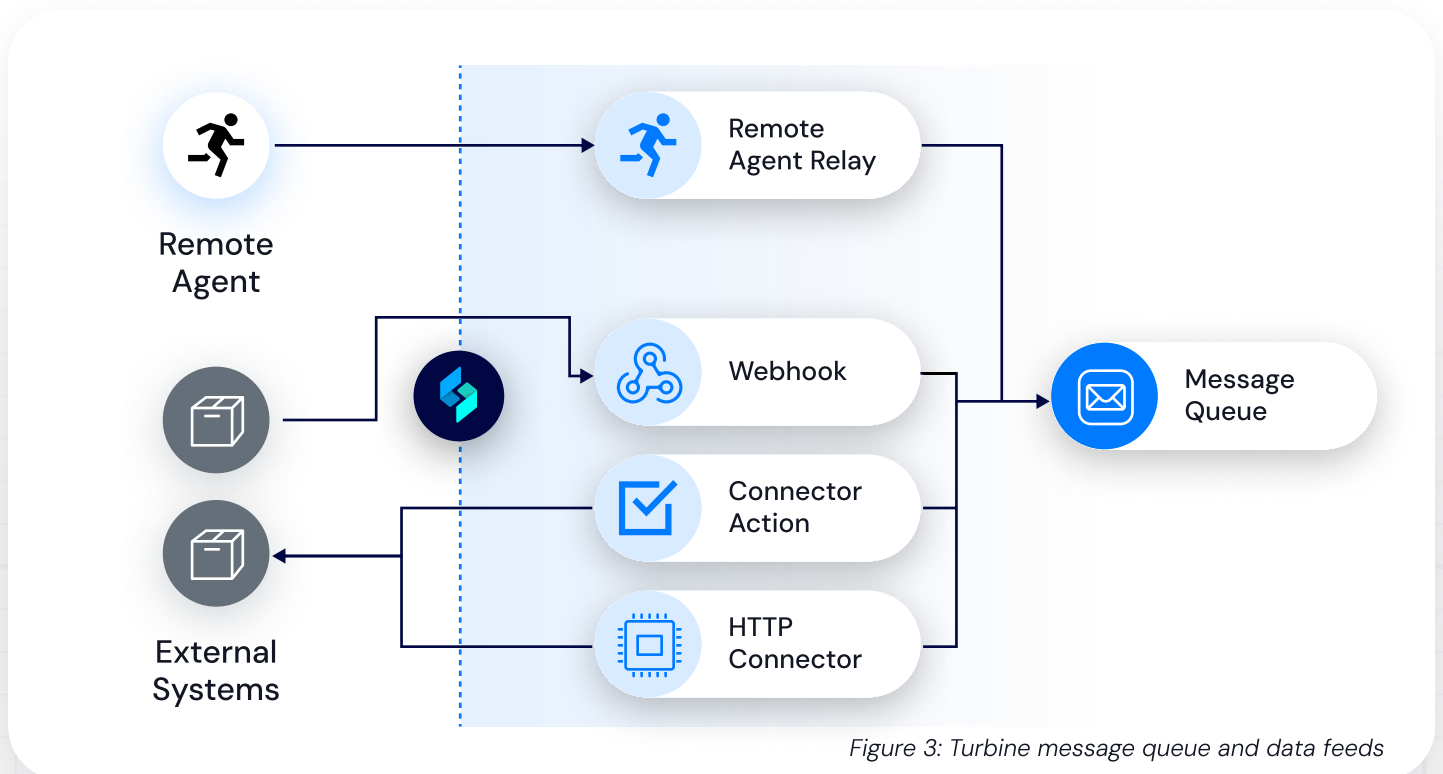 Remote
Agent Relay
Remote
Agent
Webhook
Message
Queue
Connector
Action
HTTP
Connector
External
Systems
Figure 3: Turbine message queue and data feeds